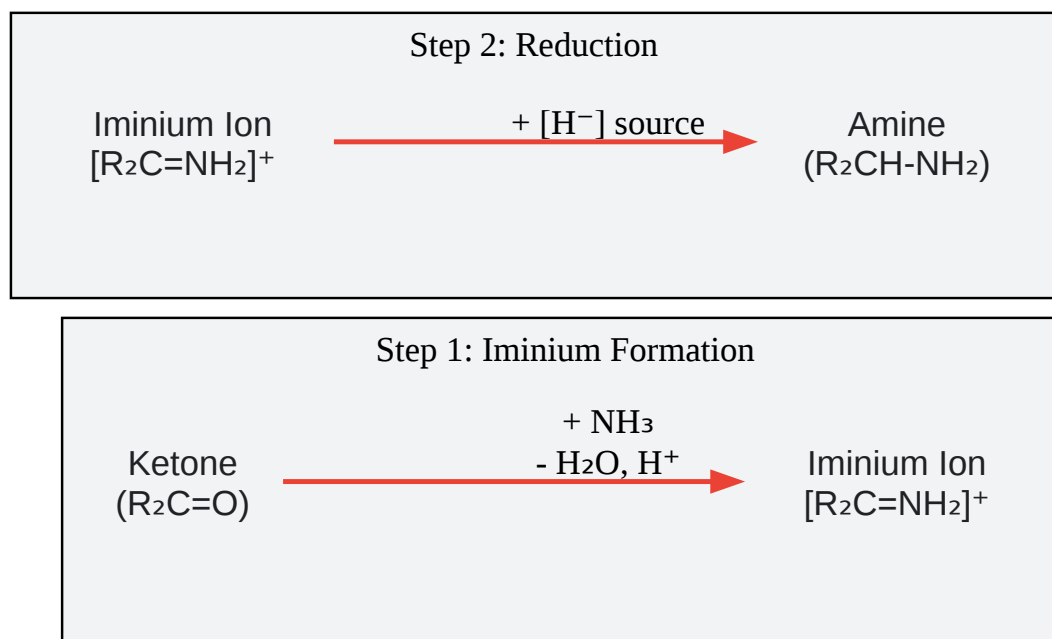 Step 2: Reduction
+ [H⁻] source
Iminium Ion
[R₂C=NH₂]⁺
Amine
(R₂CH-NH₂)
Step 1: Iminium Formation
+ NH₃
- H₂O, H⁺
Ketone
(R₂C=O)
Iminium Ion
[R₂C=NH₂]⁺